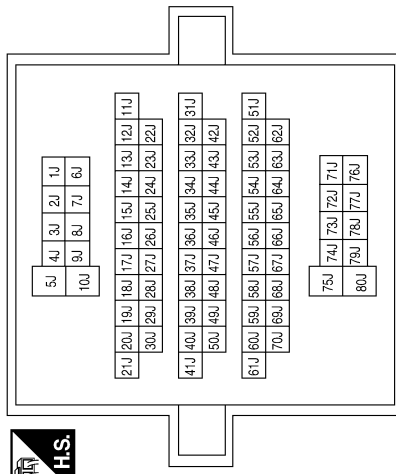 H.S.
5J 4J 3J 2J 1J
10J 9J 8J 7J 6J
21J 20J 19J 18J 17J 16J 15J 14J 13J 12J 11J
30J 29J 28J 27J 26J 25J 24J 23J 22J
41J 40J 39J 38J 37J 36J 35J 34J 33J 32J 31J
50J 49J 48J 47J 46J 45J 44J 43J 42J
61J 60J 59J 58J 57J 56J 55J 54J 53J 52J 51J
70J 69J 68J 67J 66J 65J 64J 63J 62J
75J 74J 73J 72J 71J
80J 79J 78J 77J 76J